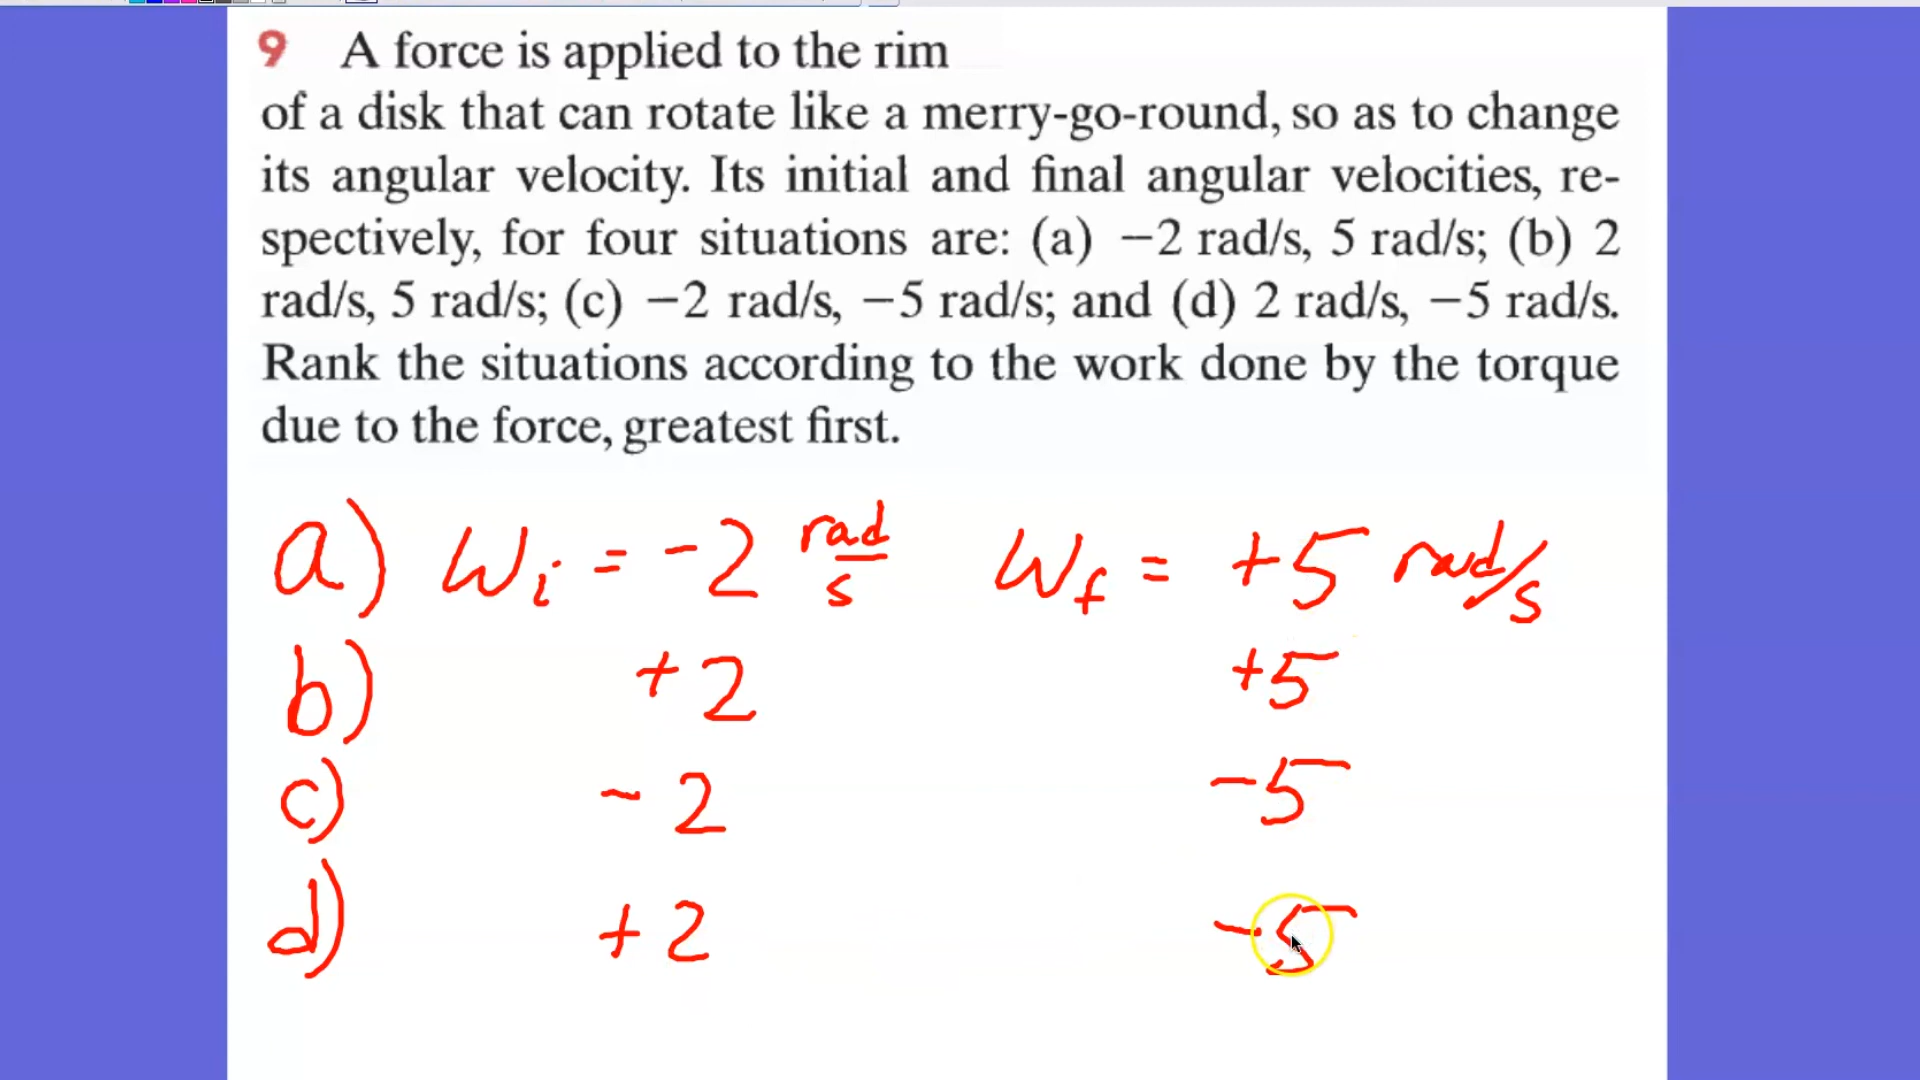 9 A force is applied to the rim
of a disk that can rotate like a merry-go-round, so as to change
its angular velocity. Its initial and final angular velocities, re-
spectively, for four situations are: (a) −2 rad/s, 5 rad/s; (b) 2
rad/s, 5 rad/s; (c) −2 rad/s, −5 rad/s; and (d) 2 rad/s, −5 rad/s.
Rank the situations according to the work done by the torque
due to the force, greatest first.
a) Wi = -2 rad/s Wf = +5 rad/s
b) +2 +5
c) -2 -5
d) +2 -5